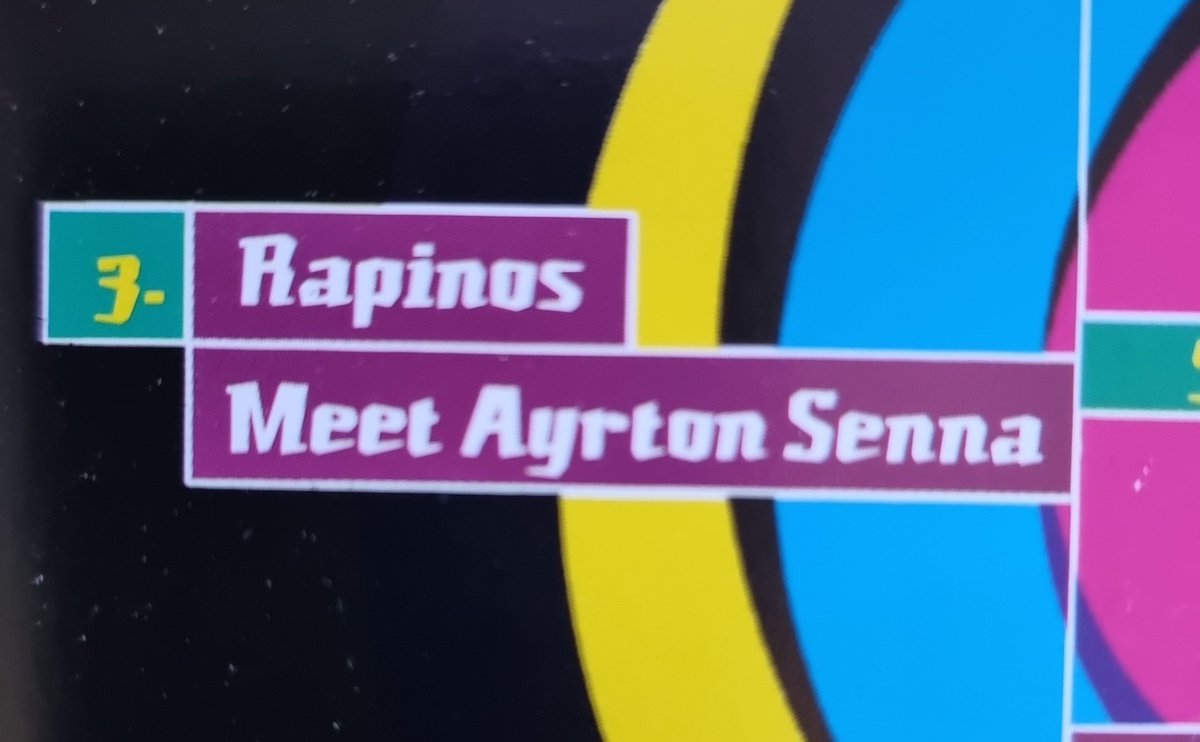 3-
Rapinos
Meet Ayrton Senna